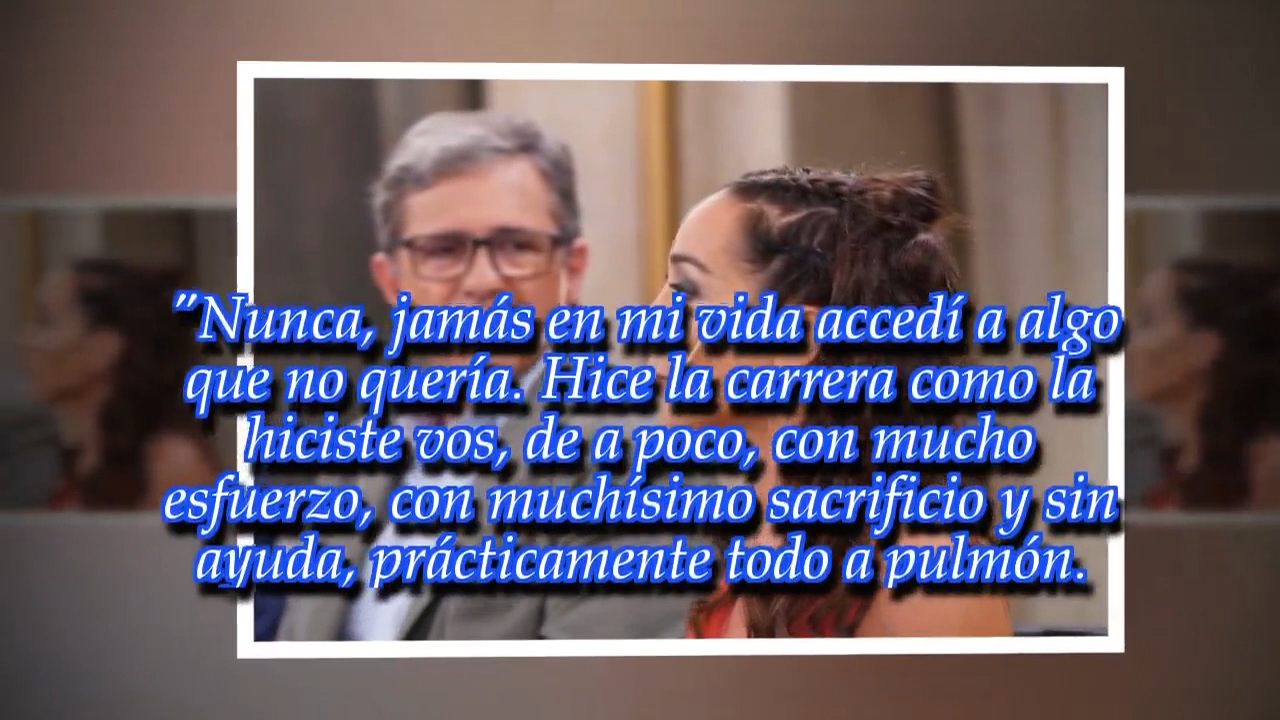 "Nunca, jamás en mi vida accedí a algo
que no quería. Hice la carrera como la
hiciste vos, de a poco, con mucho
esfuerzo, con muchísimo sacrificio y sin
ayuda, prácticamente todo a pulmón.